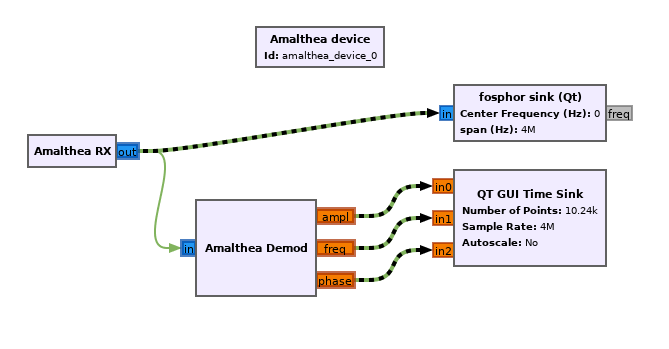 Amalthea device
Id: amalthea_device_0
fosphor sink (Qt)
in
Center Frequency (Hz): 0
freq
span (Hz): 4M
Amalthea RX
out
QT GUI Time Sink
in0
Number of Points: 10.24k
in1
Sample Rate: 4M
in2
Autoscale: No
Amalthea Demod
in
ampl
freq
phase